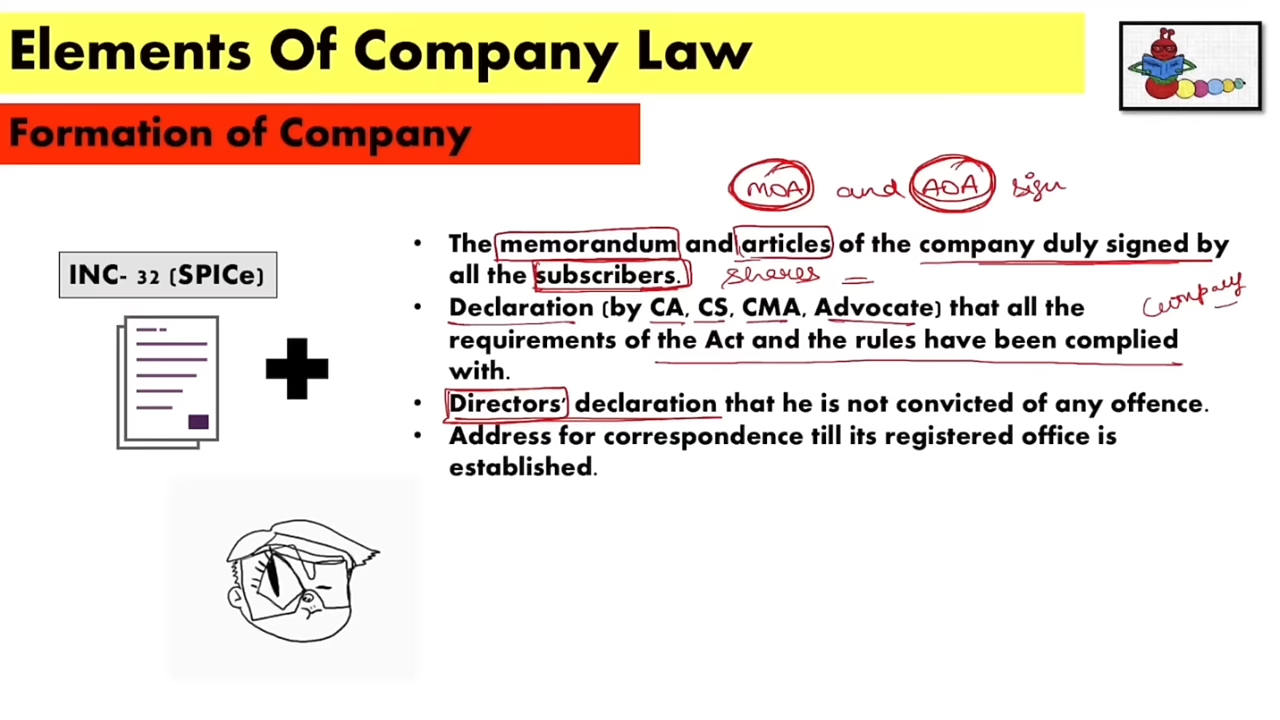 Elements Of Company Law
Formation of Company
MOA and AOA sign
INC- 32 (SPICe)
• The memorandum and articles of the company duly signed by
all the subscribers. shares
• Declaration (by CA, CS, CMA, Advocate) that all the
company
requirements of the Act and the rules have been complied
with.
• Directors' declaration that he is not convicted of any offence.
• Address for correspondence till its registered office is
established.